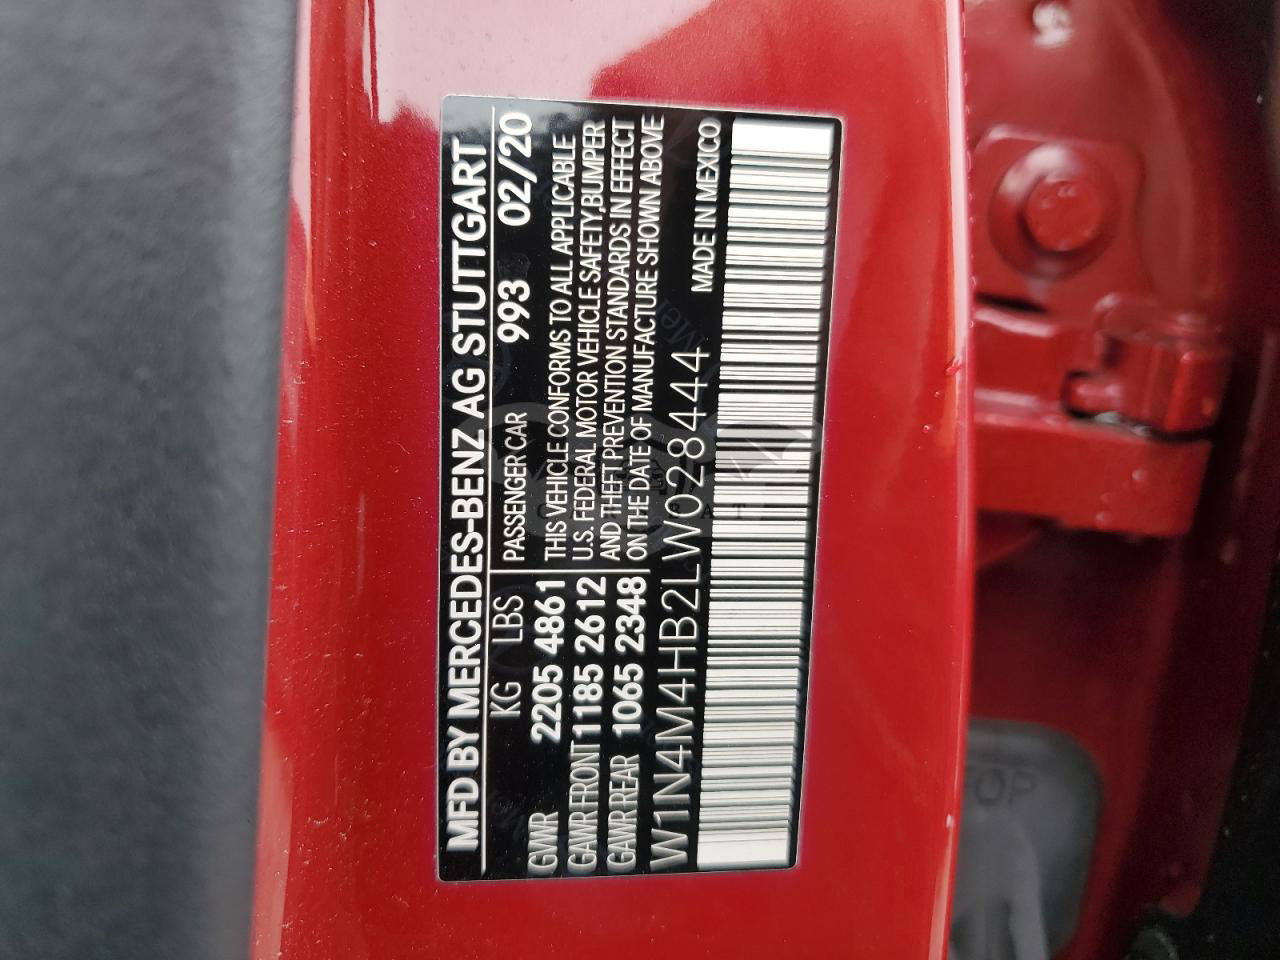 MFD BY MERCEDES-BENZ AG STUTTGART
KG LBS PASSENGER CAR 993 02/20
GVWR 2205 4861 THIS VEHICLE CONFORMS TO ALL APPLICABLE
GAWR FRONT 1185 2612 U.S. FEDERAL MOTOR VEHICLE SAFETY, BUMPER
GAWR REAR 1065 2348 AND THEFT PREVENTION STANDARDS IN EFFECT
ON THE DATE OF MANUFACTURE SHOWN ABOVE
W1N4M4HB2LW028444 MADE IN MEXICO
TOP